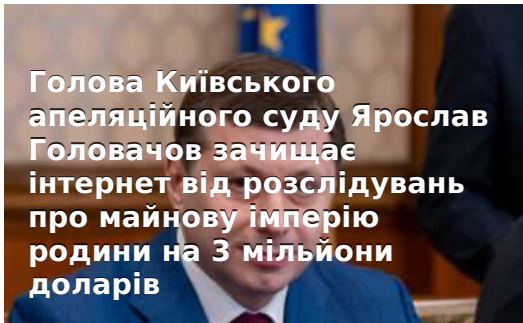 Голова Київського
апеляційного суду Ярослав
Головачов зачищає
інтернет від розслідувань
про майнову імперію
родини на 3 мільйони
доларів